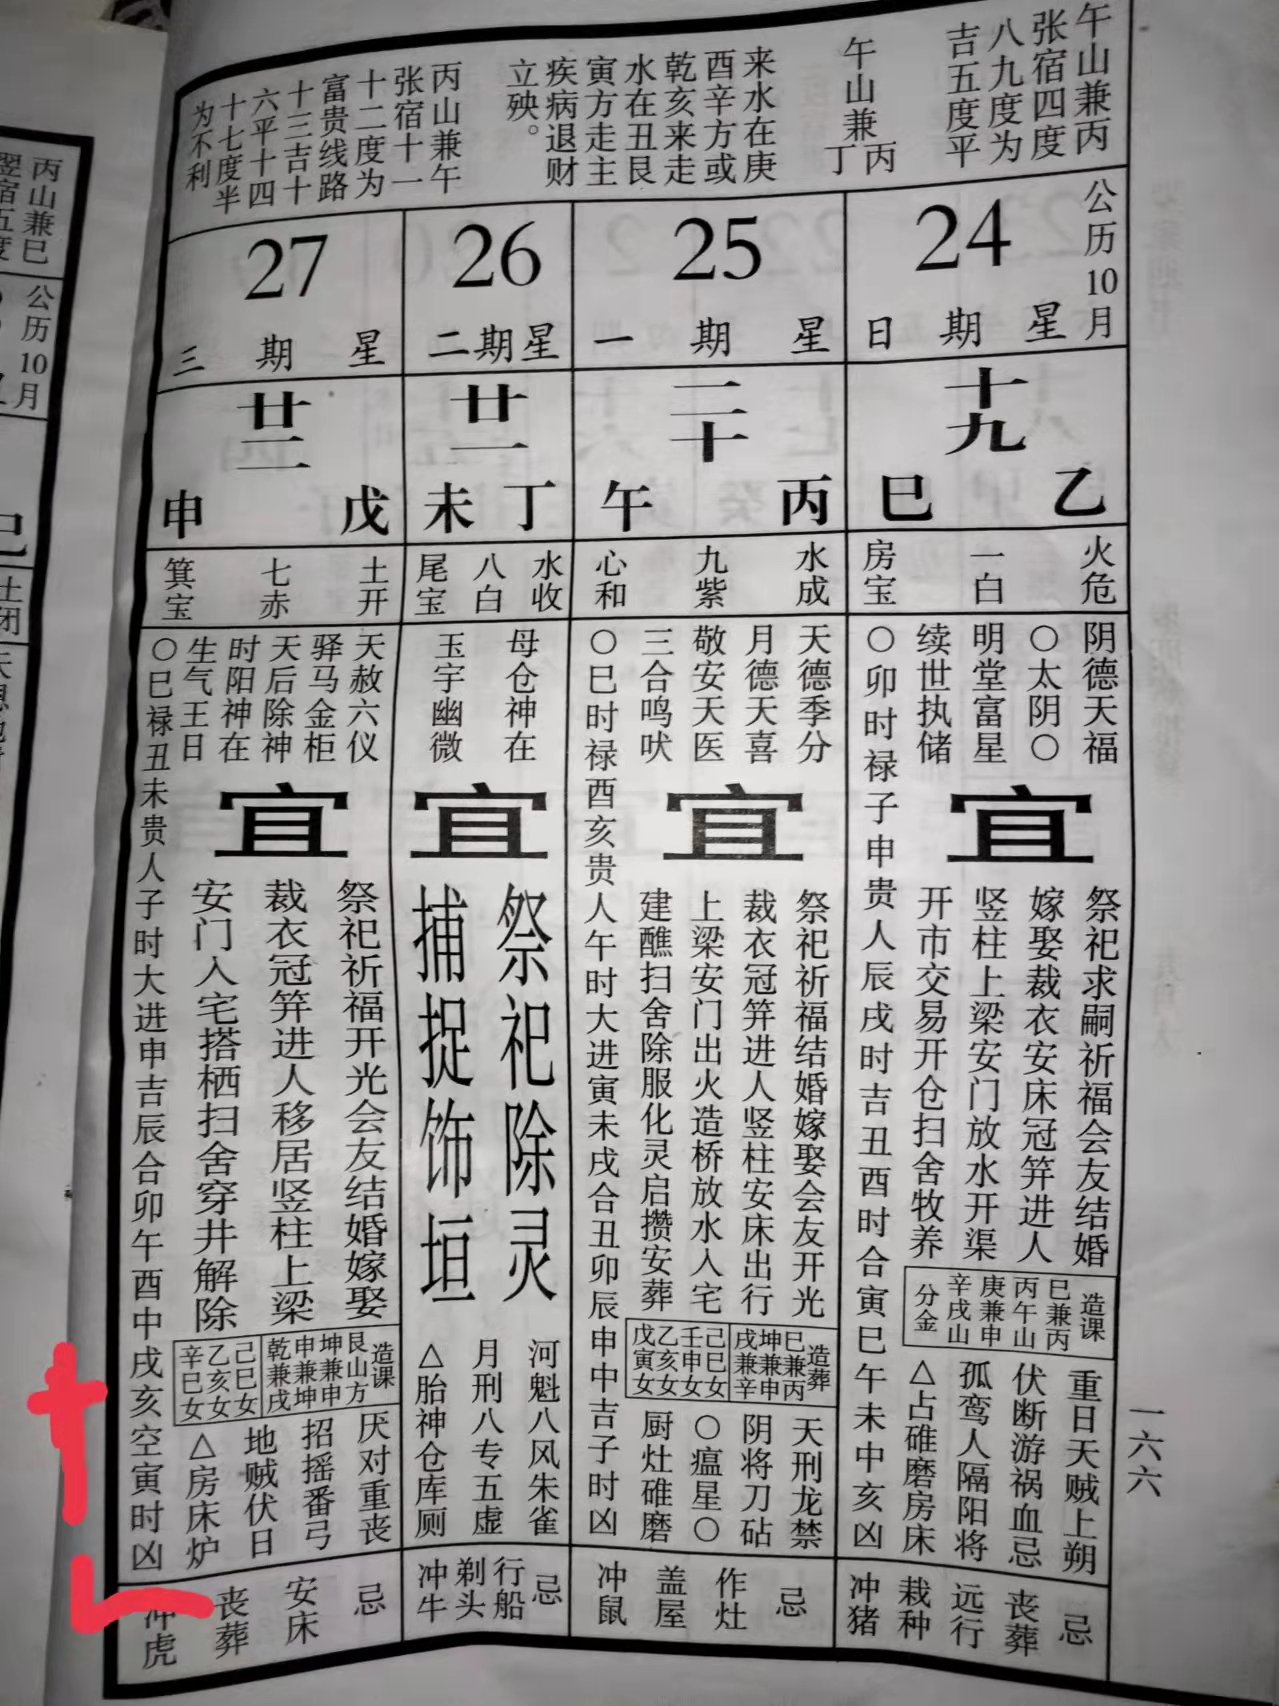 午山兼丙
张宿四度
八九度为
吉五度平
午山兼丙丁
来水在庚
酉辛方或
乾亥来走
水在丑艮
寅方走主
疾病退财
立殃。
丙山兼午
张宿十一
十二度为
富贵线路
十三吉十
六平十四
十七度半
为不利
公历10月
24
星期日
十九
乙巳
火危
一白
房宝
阴德天福
○太阴○
明堂富星
续世执储
○卯时禄子申贵人辰戌时吉丑酉时合寅巳午未中亥凶
宜
祭祀求嗣祈福会友结婚
嫁娶裁衣安床冠笄进人
竖柱上梁安门放水开渠
开市交易开仓扫舍牧养
造课
巳兼丙
丙午山
庚兼申
辛戌山
分金
重日天贼上朔
伏断游祸血忌
孤鸾人隔阳将
△占碓磨房床
忌
丧葬
远行
栽种
冲猪
25
星期一
二十
丙午
水成
九紫
心和
天德季分
月德天喜
敬安天医
三合鸣吠
○巳时禄酉亥贵人午时大进寅未戌合丑卯辰申中吉子时凶
宜
祭祀祈福结婚嫁娶会友开光
裁衣冠笄进人竖柱安床出行
上梁安门出火造桥放水入宅
建醮扫舍除服化灵启攒安葬
造葬
巳兼丙
坤兼申
戌兼辛
己巳女
壬申女
乙亥女
戊寅女
天刑龙禁
阴将刀砧
○瘟星○
厨灶碓磨
忌
作灶
盖屋
冲鼠
26
星期二
廿一
丁未
水收
八白
尾宝
母仓神在
玉宇幽微
宜
祭祀除灵
捕捉饰垣
河魁八风朱雀
月刑八专五虚
△胎神仓库厕
忌
行船
剃头
冲牛
27
星期三
廿二
戊申
土开
七赤
箕宝
天赦六仪
驿马金柜
天后除神
时阳神在
生气王日
○巳禄丑未贵人子时大进申吉辰合卯午酉中戌亥空寅时凶
宜
祭祀祈福开光会友结婚嫁娶
裁衣冠笄进人移居竖柱上梁
安门入宅搭栖扫舍穿井解除
造课
艮山方
坤兼申
申兼坤
乾兼戌
己巳女
乙亥女
辛巳女
厌对重丧
招摇番弓
地贼伏日
△房床炉
忌
安床
丧葬
冲虎
一六六
丙山兼巳
翌宿五度
公历10月
巳
土闭